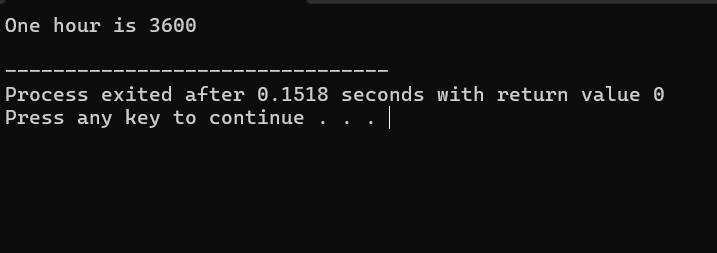 One hour is 3600
--------------------------------
Process exited after 0.1518 seconds with return value 0
Press any key to continue . . .